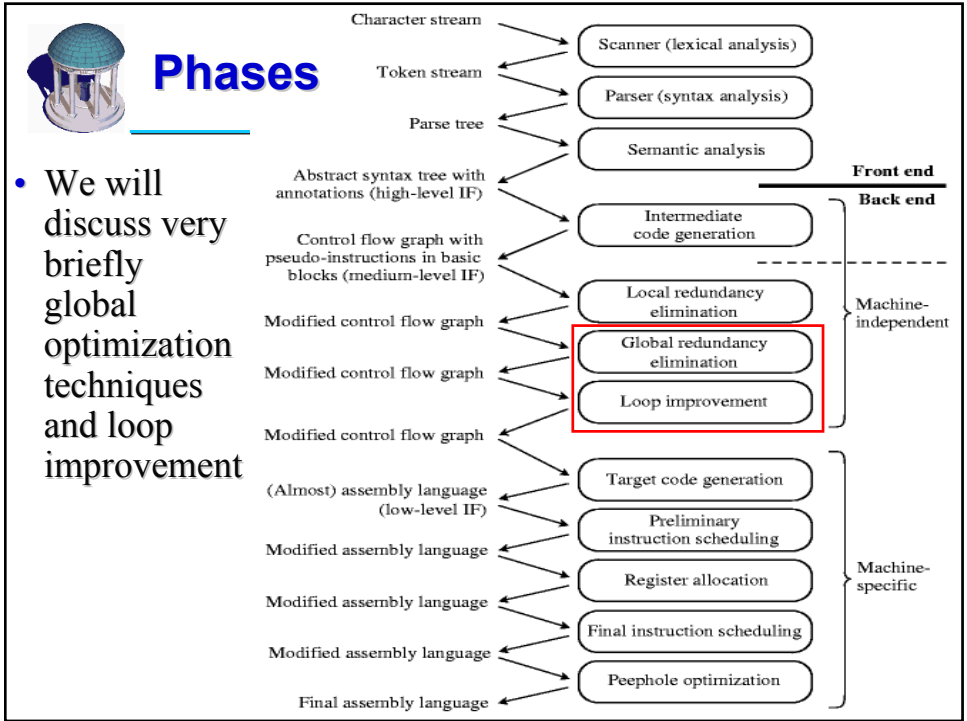 Phases
• We will
discuss very
briefly
global
optimization
techniques
and loop
improvement
Character stream
Scanner (lexical analysis)
Token stream
Parser (syntax analysis)
Parse tree
Semantic analysis
Abstract syntax tree with
annotations (high-level IF)
Front end
Back end
Intermediate
code generation
Control flow graph with
pseudo-instructions in basic
blocks (medium-level IF)
Local redundancy
elimination
Machine-
independent
Modified control flow graph
Global redundancy
elimination
Modified control flow graph
Loop improvement
Modified control flow graph
Target code generation
(Almost) assembly language
(low-level IF)
Preliminary
instruction scheduling
Modified assembly language
Register allocation
Machine-
specific
Modified assembly language
Final instruction scheduling
Modified assembly language
Peephole optimization
Final assembly language